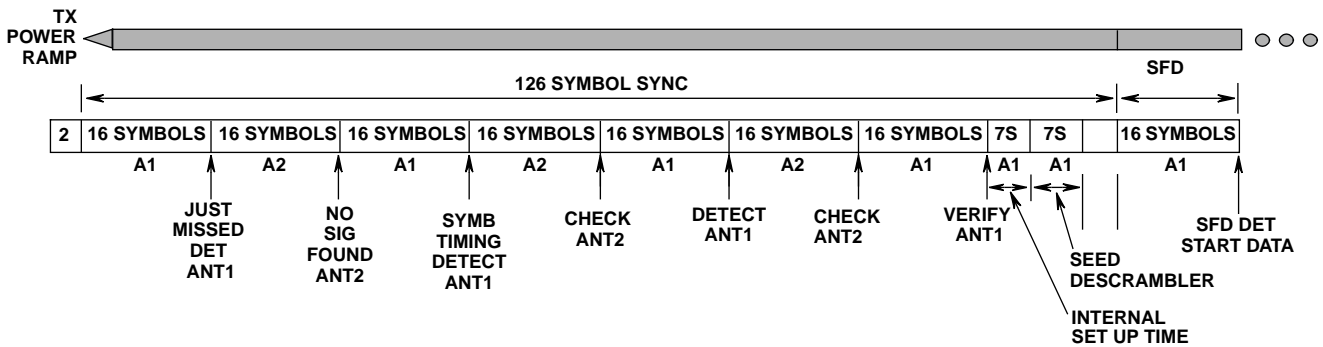 TX
POWER
RAMP
SFD
126 SYMBOL SYNC
2
16 SYMBOLS
16 SYMBOLS
16 SYMBOLS
16 SYMBOLS
16 SYMBOLS
16 SYMBOLS
16 SYMBOLS
7S
7S
16 SYMBOLS
A1
A2
A1
A2
A1
A2
A1
A1
A1
A1
JUST
MISSED
DET
ANT1
NO
SIG
FOUND
ANT2
SYMB
TIMING
DETECT
ANT1
CHECK
ANT2
DETECT
ANT1
CHECK
ANT2
VERIFY
ANT1
SEED
DESCRAMBLER
INTERNAL
SET UP TIME
SFD DET
START DATA